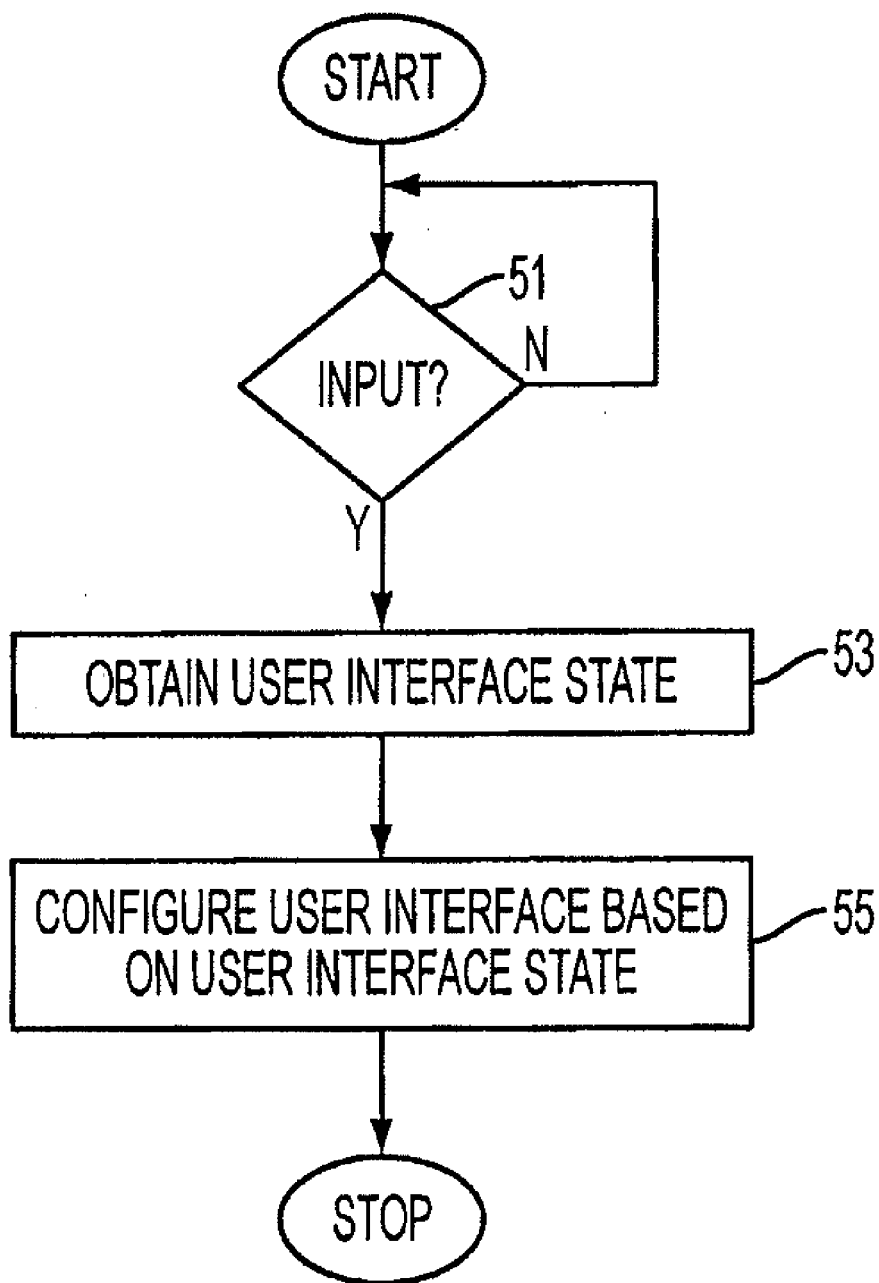 START
51
INPUT?
N
Y
OBTAIN USER INTERFACE STATE
53
CONFIGURE USER INTERFACE BASED
ON USER INTERFACE STATE
55
STOP